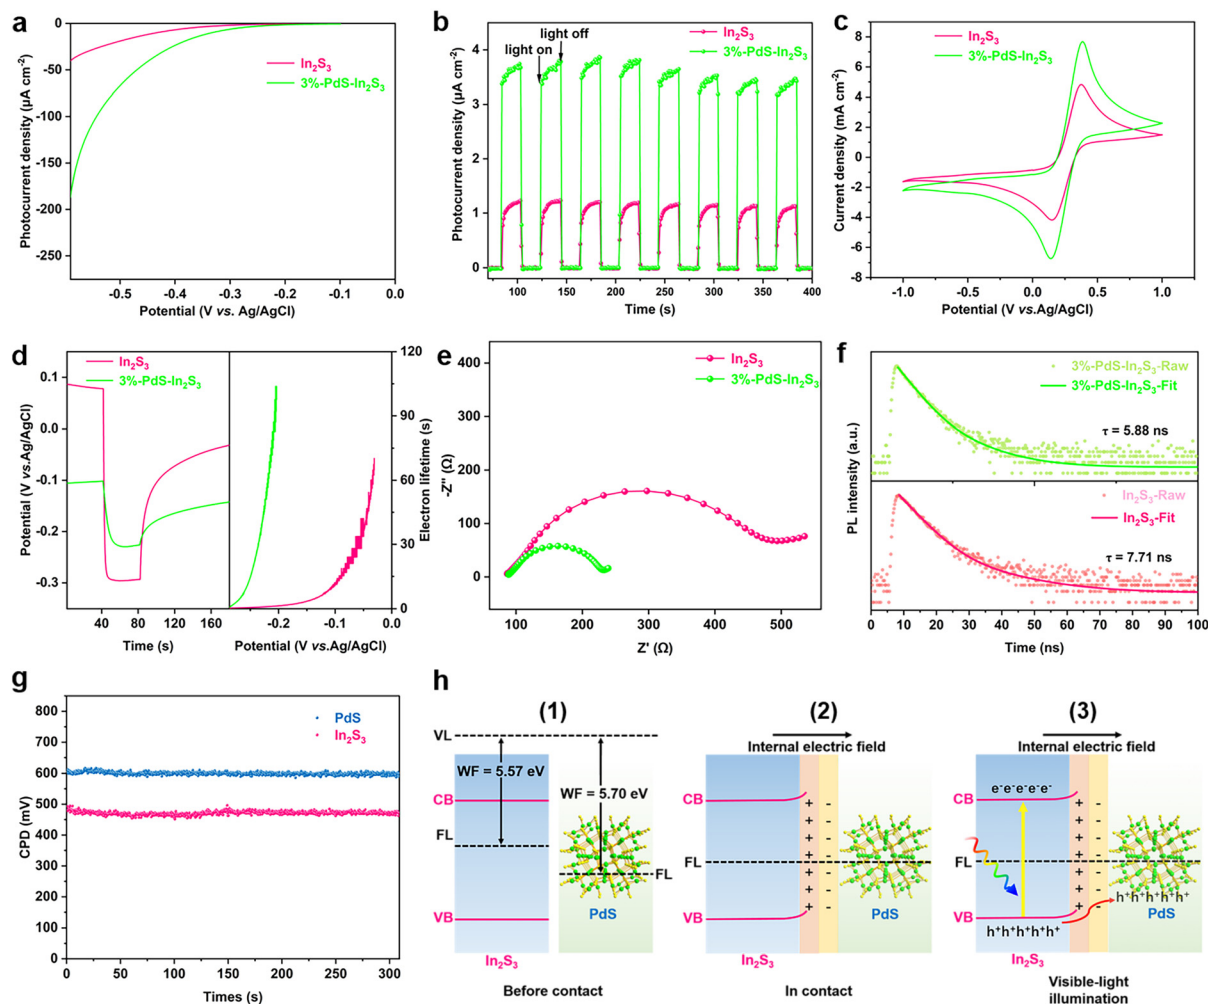 a
0
-50
-100
-150
-200
-250
Photocurrent density (μA cm⁻²)
In₂S₃
3%-PdS-In₂S₃
-0.5
-0.4
-0.3
-0.2
-0.1
0.0
Potential (V vs. Ag/AgCl)
b
4
3
2
1
0
Photocurrent density (μA cm⁻²)
light on
light off
In₂S₃
3%-PdS-In₂S₃
100
150
200
250
300
350
400
Time (s)
c
8
6
4
2
0
-2
-4
-6
-8
Current density (mA cm⁻²)
In₂S₃
3%-PdS-In₂S₃
-1.0
-0.5
0.0
0.5
1.0
Potential (V vs.Ag/AgCl)
d
0.1
0.0
-0.1
-0.2
-0.3
Potential (V vs.Ag/AgCl)
In₂S₃
3%-PdS-In₂S₃
40
80
120
160
Time (s)
-0.2
-0.1
0.0
Potential (V vs.Ag/AgCl)
120
90
60
30
0
Electron lifetime (s)
e
400
300
200
100
0
-Z'' (Ω)
In₂S₃
3%-PdS-In₂S₃
0
100
200
300
400
500
Z' (Ω)
f
PL intensity (a.u.)
3%-PdS-In₂S₃-Raw
3%-PdS-In₂S₃-Fit
τ = 5.88 ns
In₂S₃-Raw
In₂S₃-Fit
τ = 7.71 ns
0
10
20
30
40
50
60
70
80
90
100
Time (ns)
g
800
700
600
500
400
300
200
100
0
CPD (mV)
PdS
In₂S₃
0
50
100
150
200
250
300
Times (s)
h
(1)
VL
WF = 5.57 eV
WF = 5.70 eV
CB
FL
FL
VB
PdS
In₂S₃
Before contact
(2)
Internal electric field
CB
FL
VB
+ -
+ -
+ -
+ -
+ -
+ -
+ -
PdS
In₂S₃
In contact
(3)
Internal electric field
CB
e⁻e⁻e⁻e⁻e⁻
FL
VB
+ -
+ -
+ -
+ -
+ -
+ -
+ -
h⁺h⁺h⁺h⁺h⁺
h⁺h⁺h⁺h⁺h⁺
PdS
In₂S₃
Visible-light
illumination